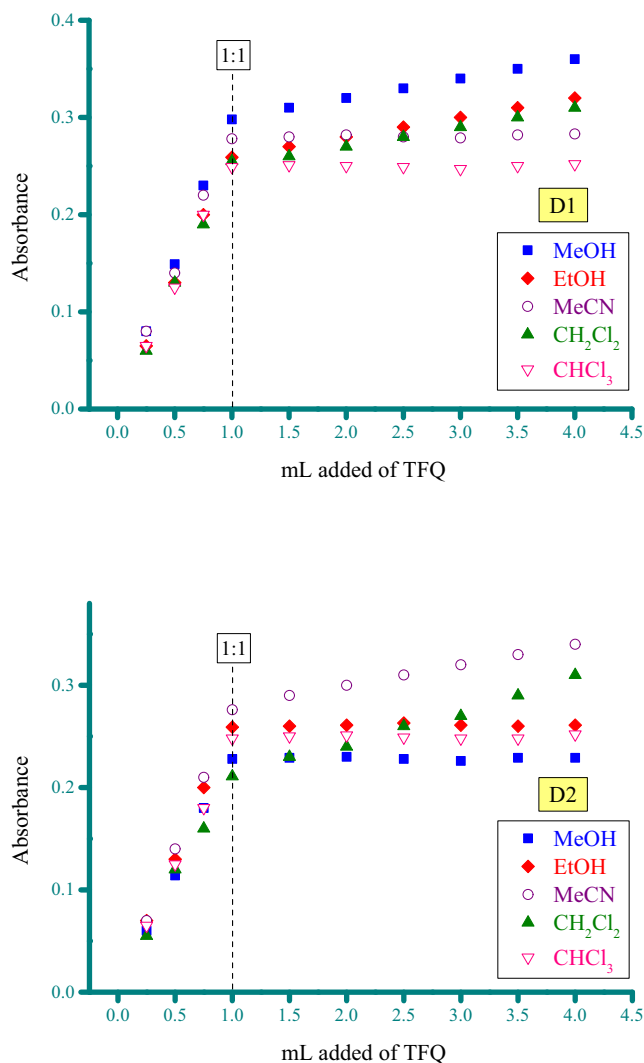 1:1
0.4
0.3
0.2
0.1
0.0
Absorbance
D1
MeOH
EtOH
MeCN
CH₂Cl₂
CHCl₃
0.0 0.5 1.0 1.5 2.0 2.5 3.0 3.5 4.0 4.5
mL added of TFQ
1:1
0.3
0.2
0.1
0.0
Absorbance
D2
MeOH
EtOH
MeCN
CH₂Cl₂
CHCl₃
0.0 0.5 1.0 1.5 2.0 2.5 3.0 3.5 4.0 4.5
mL added of TFQ